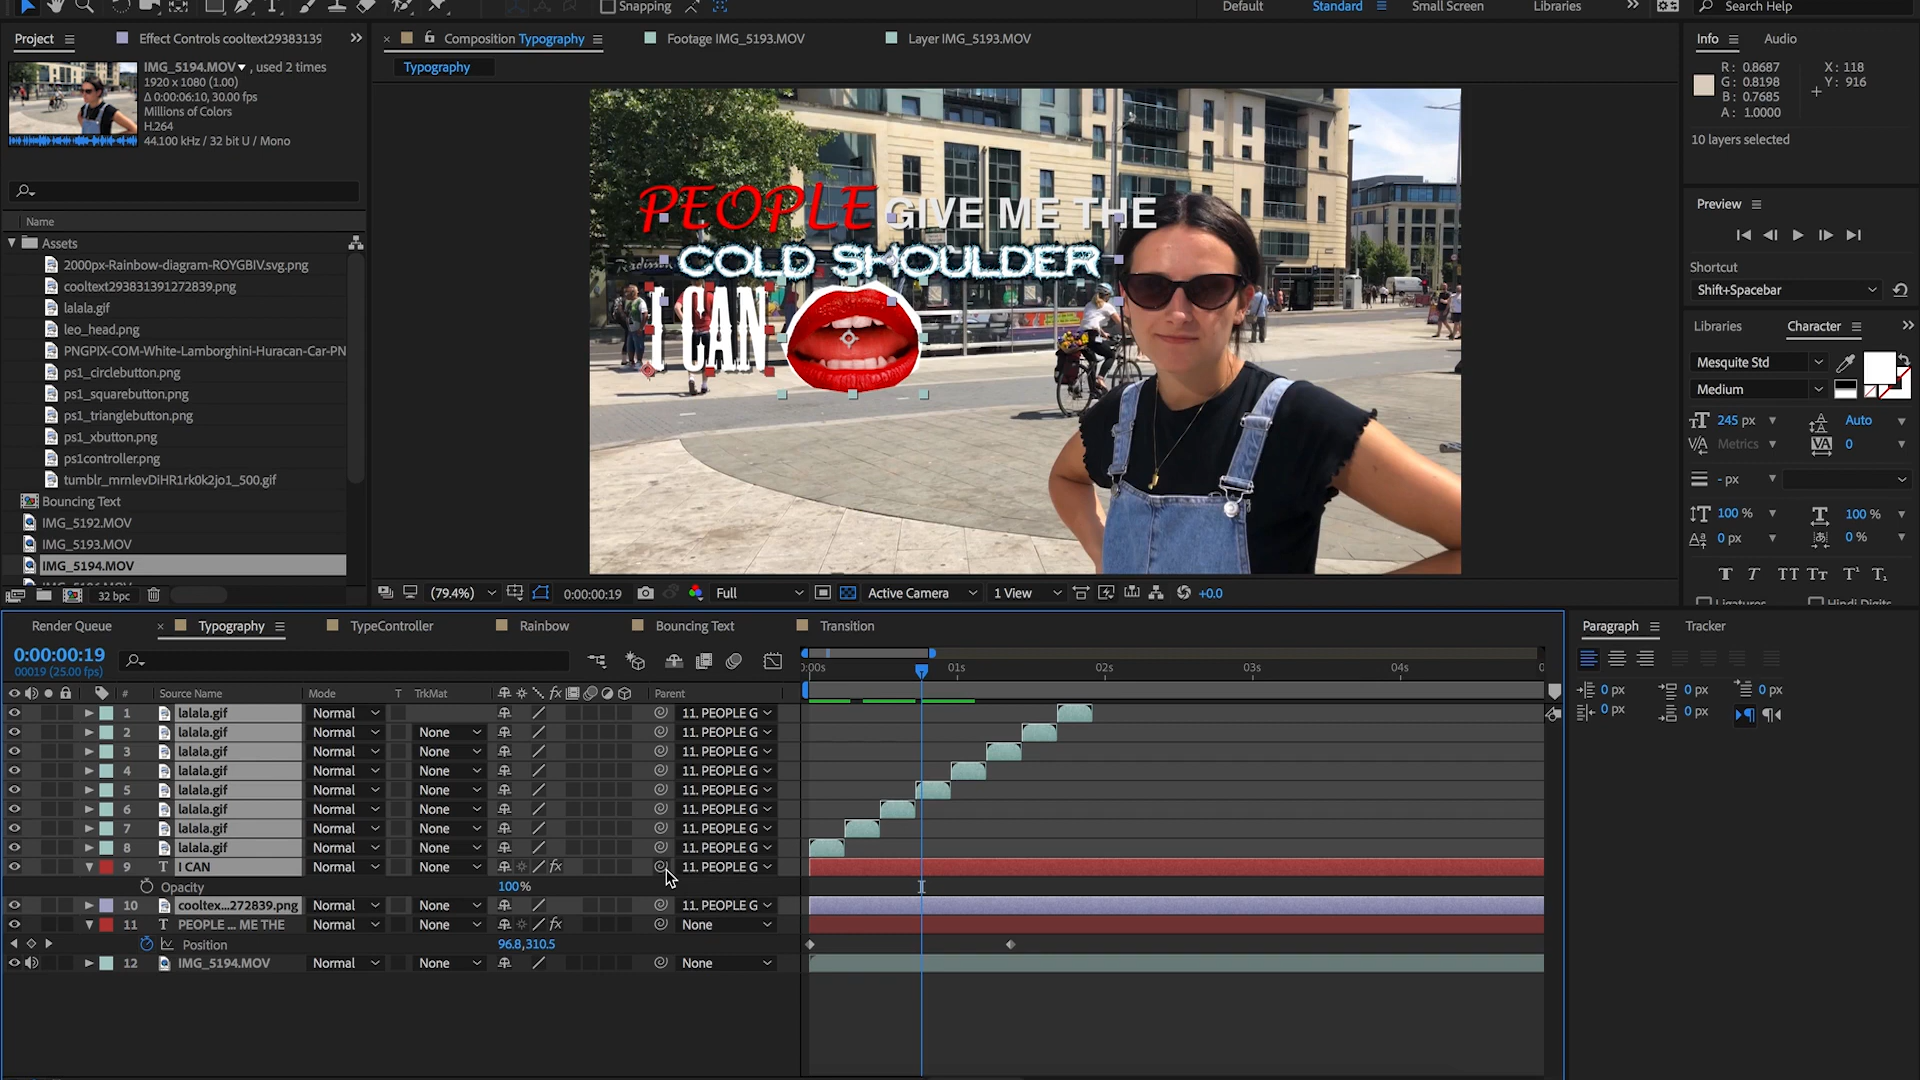 Snapping
Default
Standard
Small Screen
Libraries
Search Help
Project
Effect Controls cooltext29383139
Composition Typography
Footage IMG_5193.MOV
Layer IMG_5193.MOV
Info
Audio
Typography
IMG_5194.MOV
, used 2 times
1920 x 1080 (1.00)
Δ 0:00:06:10, 30.00 fps
Millions of Colors
H.264
44.100 kHz / 32 bit U / Mono
R: 0.8687
G: 0.8198
B: 0.7685
A: 1.0000
X: 118
Y: 916
10 layers selected
Name
Assets
2000px-Rainbow-diagram-ROYGBIV.svg.png
cooltext293831391272839.png
lalala.gif
leo_head.png
PNGPIX-COM-White-Lamborghini-Huracan-Car-PN
ps1_circlebutton.png
ps1_squarebutton.png
ps1_trianglebutton.png
ps1_xbutton.png
ps1controller.png
tumblr_mrnlevDiHR1rk0k2jo1_500.gif
Bouncing Text
IMG_5192.MOV
IMG_5193.MOV
IMG_5194.MOV
32 bpc
PEOPLE GIVE ME THE
COLD SHOULDER
I CAN
(79.4%)
0:00:00:19
Full
Active Camera
1 View
+0.0
Preview
Shortcut
Shift+Spacebar
Libraries
Character
Mesquite Std
Medium
245 px
Auto
Metrics
0
- px
100 %
100 %
0 px
0 %
T T TT Tт T¹ T₁
Ligatures
Hindi Digits
Render Queue
Typography
TypeController
Rainbow
Bouncing Text
Transition
0:00:00:19
00019 (25.00 fps)
# Source Name Mode T TrkMat Parent
:00s 01s 02s 03s 04s 0
1 lalala.gif Normal 11. PEOPLE G
2 lalala.gif Normal None 11. PEOPLE G
3 lalala.gif Normal None 11. PEOPLE G
4 lalala.gif Normal None 11. PEOPLE G
5 lalala.gif Normal None 11. PEOPLE G
6 lalala.gif Normal None 11. PEOPLE G
7 lalala.gif Normal None 11. PEOPLE G
8 lalala.gif Normal None 11. PEOPLE G
9 T I CAN Normal None fx 11. PEOPLE G
Opacity 100%
10 cooltex...272839.png Normal None 11. PEOPLE G
11 T PEOPLE ... ME THE Normal None fx None
Position 96.8,310.5
12 IMG_5194.MOV Normal None None
Paragraph
Tracker
0 px
0 px
0 px
0 px
0 px